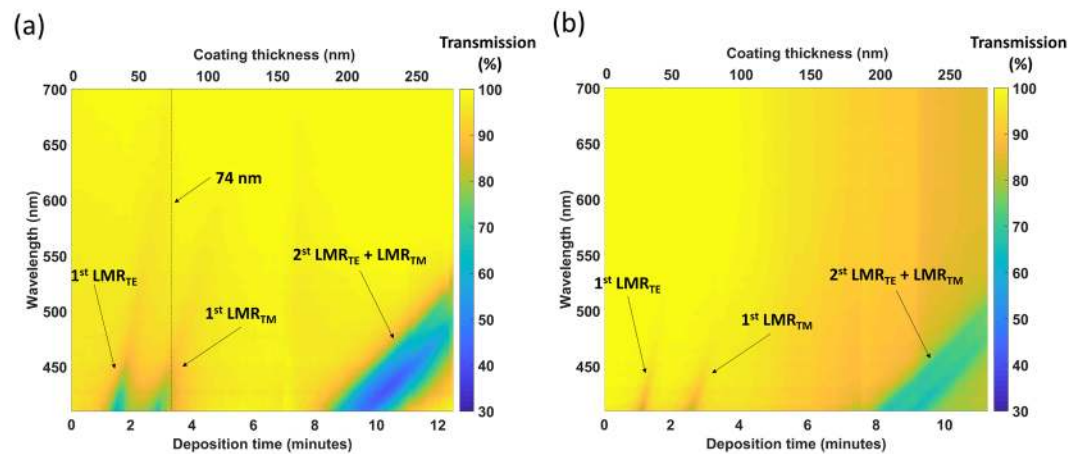 (a)
Coating thickness (nm)
Transmission
(%)
0 50 100 150 200 250
700
650
600
550
500
450
Wavelength (nm)
74 nm
1st LMRTE
1st LMRTM
2st LMRTE + LMRTM
0 2 4 6 8 10 12
Deposition time (minutes)
100
90
80
70
60
50
40
30
(b)
Coating thickness (nm)
Transmission
(%)
0 50 100 150 200 250
700
650
600
550
500
450
Wavelength (nm)
1st LMRTE
1st LMRTM
2st LMRTE + LMRTM
0 2 4 6 8 10
Deposition time (minutes)
100
90
80
70
60
50
40
30